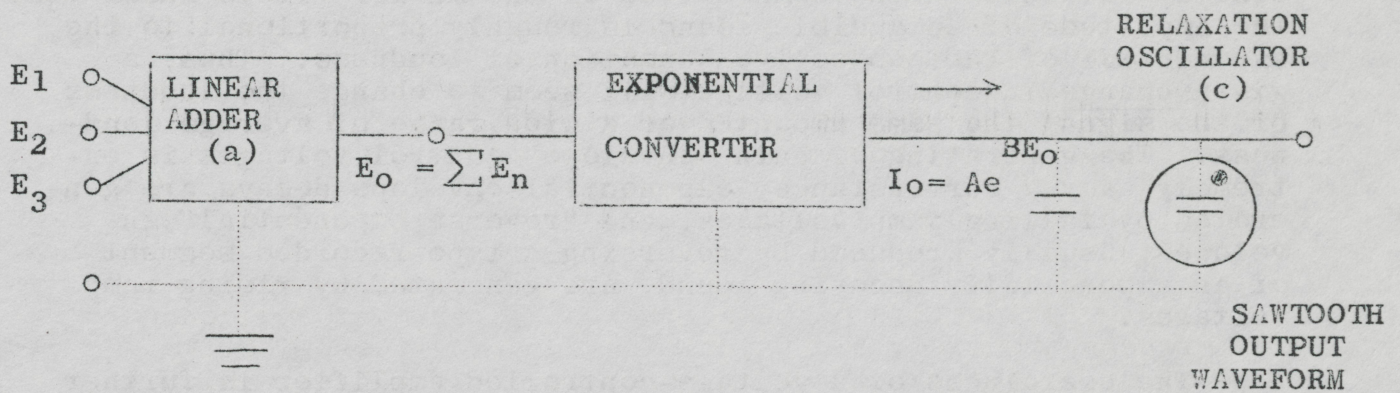 RELAXATION
OSCILLATOR
(c)
E1
E2
E3
LINEAR
ADDER
(a)
Eo = ∑ En
EXPONENTIAL
CONVERTER
Io = Ae BEo
SAWTOOTH
OUTPUT
WAVEFORM